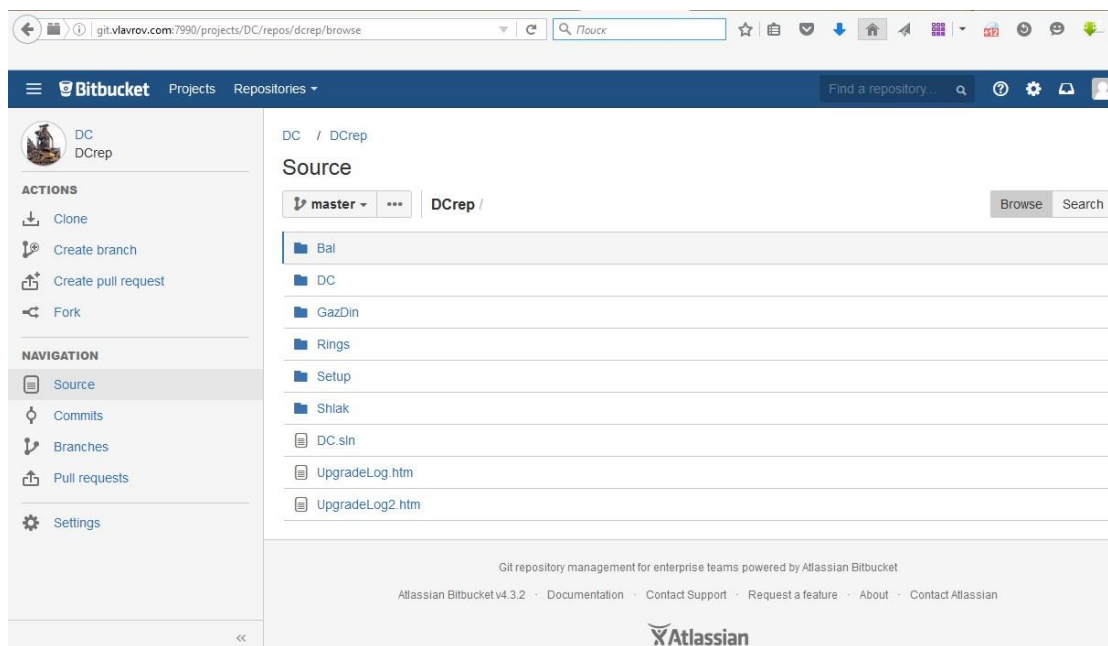 git.vlavrov.com:7990/projects/DC/repos/dcrep/browse
Поиск
Bitbucket Projects Repositories
Find a repository...
DC
DCrep
ACTIONS
Clone
Create branch
Create pull request
Fork
NAVIGATION
Source
Commits
Branches
Pull requests
Settings
DC / DCrep
Source
master DCrep /
Browse Search
Bal
DC
GazDin
Rings
Setup
Shlak
DC.sln
UpgradeLog.htm
UpgradeLog2.htm
Git repository management for enterprise teams powered by Atlassian Bitbucket
Atlassian Bitbucket v4.3.2 · Documentation · Contact Support · Request a feature · About · Contact Atlassian
Atlassian